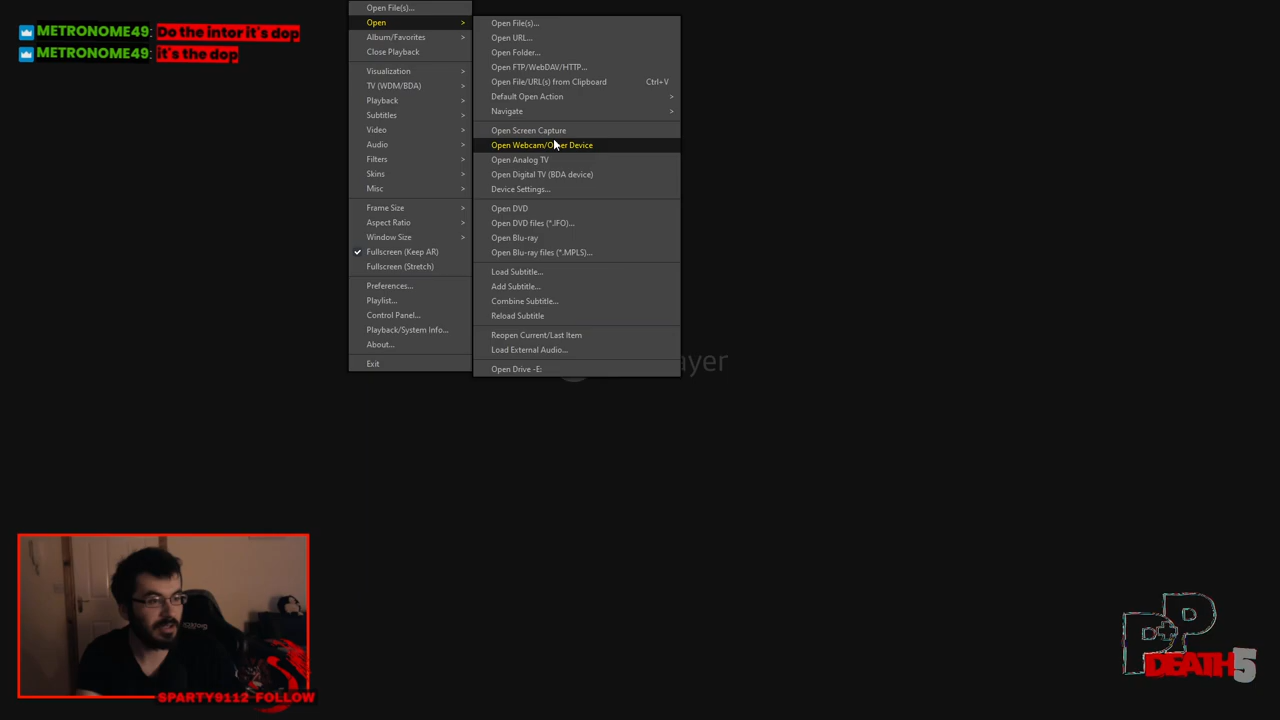 METRONOME49: Do the intor it's dop
METRONOME49: it's the dop
Open File(s)...
Open >
Album/Favorites >
Close Playback
Visualization >
TV (WDM/BDA) >
Playback >
Subtitles >
Video >
Audio >
Filters >
Skins >
Misc >
Frame Size >
Aspect Ratio >
Window Size >
Fullscreen (Keep AR)
Fullscreen (Stretch)
Preferences...
Playlist...
Control Panel...
Playback/System Info...
About...
Exit
Open File(s)...
Open URL...
Open Folder...
Open FTP/WebDAV/HTTP...
Open File/URL(s) from Clipboard Ctrl+V
Default Open Action >
Navigate >
Open Screen Capture
Open Webcam/Other Device
Open Analog TV
Open Digital TV (BDA device)
Device Settings...
Open DVD
Open DVD files (*.IFO)...
Open Blu-ray
Open Blu-ray files (*.MPLS)...
Load Subtitle...
Add Subtitle...
Combine Subtitle...
Reload Subtitle
Reopen Current/Last Item
Load External Audio...
Open Drive -E:
ayer
SPARTY9112 FOLLOW
P+P
DEATH5